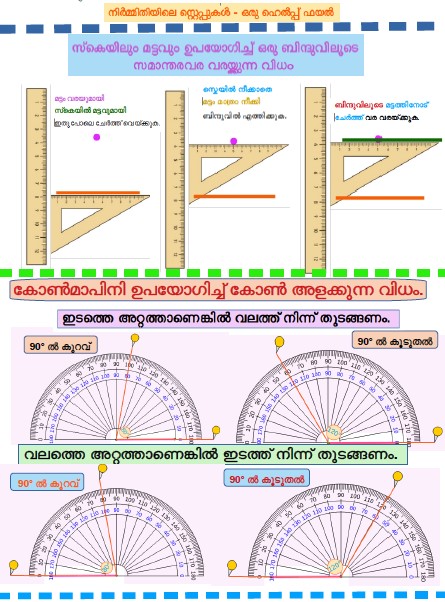 നിർമ്മിതിയിലെ സ്റ്റെപ്പുകൾ - ഒരു ഹെൽപ്പ് ഫയൽ
സ്കെയിലും മട്ടവും ഉപയോഗിച്ച് ഒരു ബിന്ദുവിലൂടെ
സമാന്തരവര വരയ്ക്കുന്ന വിധം
മട്ടം വരയുമായി
സ്കെയിൽ മട്ടവുമായി
ഇതുപോലെ ചേർത്ത് വെയ്ക്കുക.
സ്കെയിൽ നീക്കാതെ
മട്ടം മാത്രം നീക്കി
ബിന്ദുവിൽ എത്തിക്കുക.
ബിന്ദുവിലൂടെ മട്ടത്തിനോട്
ചേർത്ത് വര വരയ്ക്കുക.
കോൺമാപിനി ഉപയോഗിച്ച് കോൺ അളക്കുന്ന വിധം.
ഇടത്തെ അറ്റത്താണെങ്കിൽ വലത്ത് നിന്ന് തുടങ്ങണം.
90° ൽ കുറവ്
90° ൽ കൂടുതൽ
വലത്തെ അറ്റത്താണെങ്കിൽ ഇടത്ത് നിന്ന് തുടങ്ങണം.
90° ൽ കുറവ്
90° ൽ കൂടുതൽ